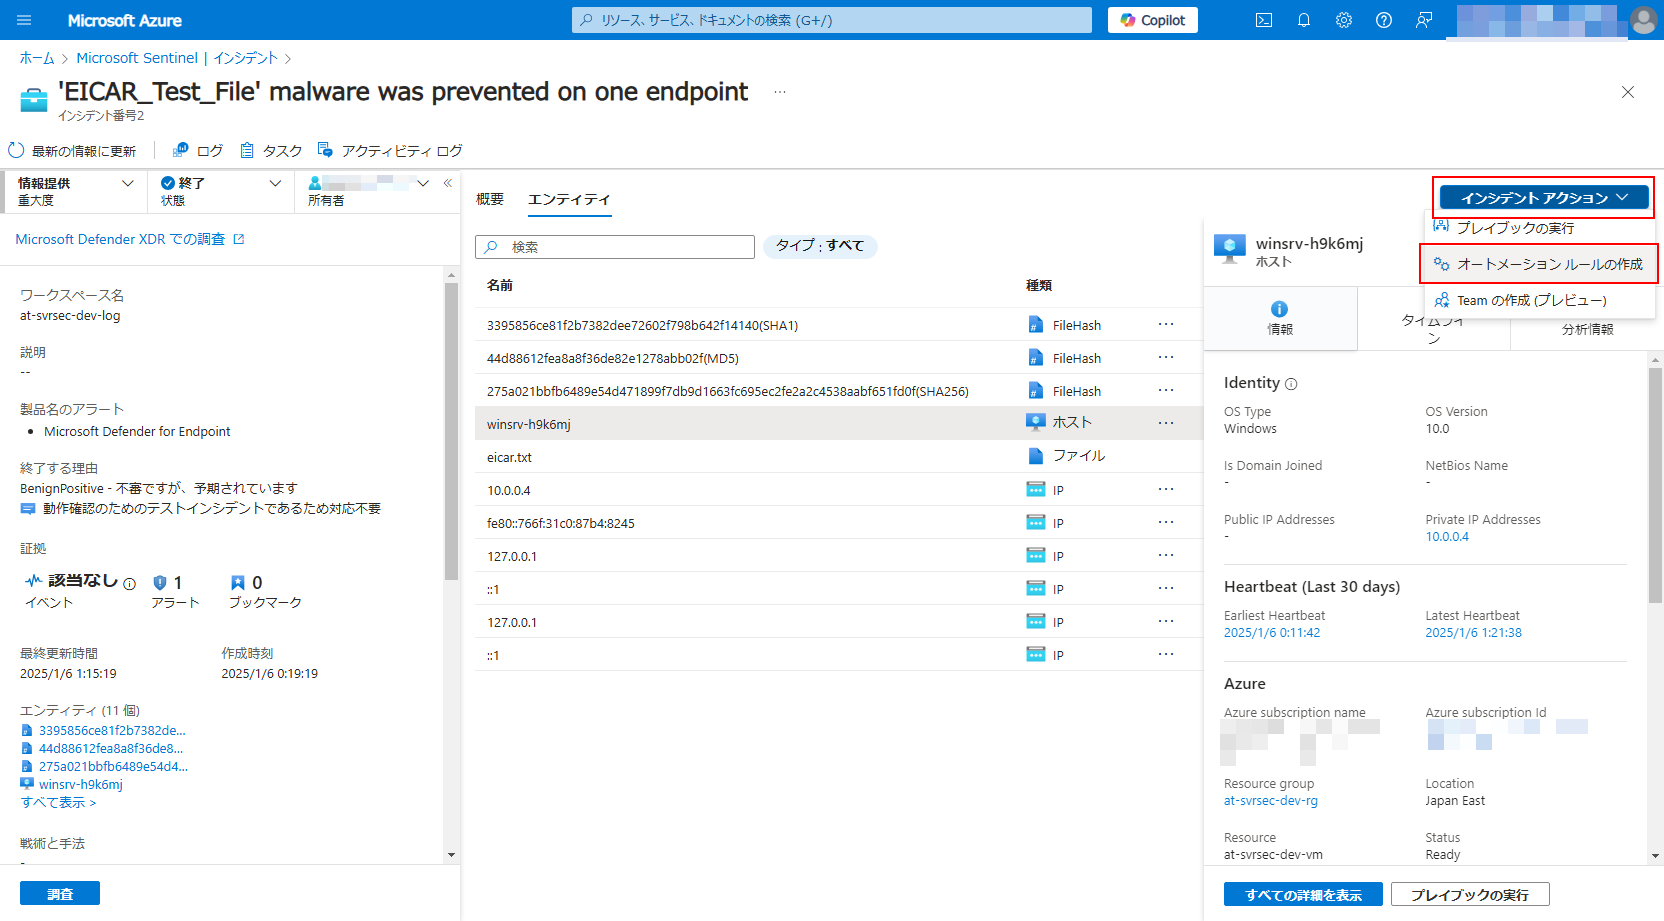 Microsoft Azure
リソース、サービス、ドキュメントの検索 (G+/)
Copilot
ホーム > Microsoft Sentinel | インシデント >
'EICAR_Test_File' malware was prevented on one endpoint ...
インシデント番号2
最新の情報に更新
ログ
タスク
アクティビティ ログ
情報提供
重大度
終了
状態
所有者
«
Microsoft Defender XDR での調査
ワークスペース名
at-svrsec-dev-log
説明
--
製品名のアラート
• Microsoft Defender for Endpoint
終了する理由
BenignPositive - 不審ですが、予期されています
動作確認のためのテストインシデントであるため対応不要
証拠
該当なし
イベント
1
アラート
0
ブックマーク
最終更新時間
2025/1/6 1:15:19
作成時刻
2025/1/6 0:19:19
エンティティ (11 個)
3395856ce81f2b7382de...
44d88612fea8a8f36de8...
275a021bbfb6489e54d4...
winsrv-h9k6mj
すべて表示 >
戦術と手法
調査
概要
エンティティ
検索
タイプ : すべて
名前
種類
3395856ce81f2b7382dee72602f798b642f14140(SHA1)
FileHash
...
44d88612fea8a8f36de82e1278abb02f(MD5)
FileHash
...
275a021bbfb6489e54d471899f7db9d1663fc695ec2fe2a2c4538aabf651fd0f(SHA256)
FileHash
...
winsrv-h9k6mj
ホスト
...
eicar.txt
ファイル
10.0.0.4
IP
...
fe80::766f:31c0:87b4:8245
IP
...
127.0.0.1
IP
...
::1
IP
...
127.0.0.1
IP
...
::1
IP
...
インシデント アクション
プレイブックの実行
オートメーション ルールの作成
Team の作成 (プレビュー)
winsrv-h9k6mj
ホスト
情報
タイムライン
分析情報
Identity
OS Type
Windows
OS Version
10.0
Is Domain Joined
-
NetBios Name
-
Public IP Addresses
-
Private IP Addresses
10.0.0.4
Heartbeat (Last 30 days)
Earliest Heartbeat
2025/1/6 0:11:42
Latest Heartbeat
2025/1/6 1:21:38
Azure
Azure subscription name
Azure subscription Id
Resource group
at-svrsec-dev-rg
Location
Japan East
Resource
at-svrsec-dev-vm
Status
Ready
すべての詳細を表示
プレイブックの実行